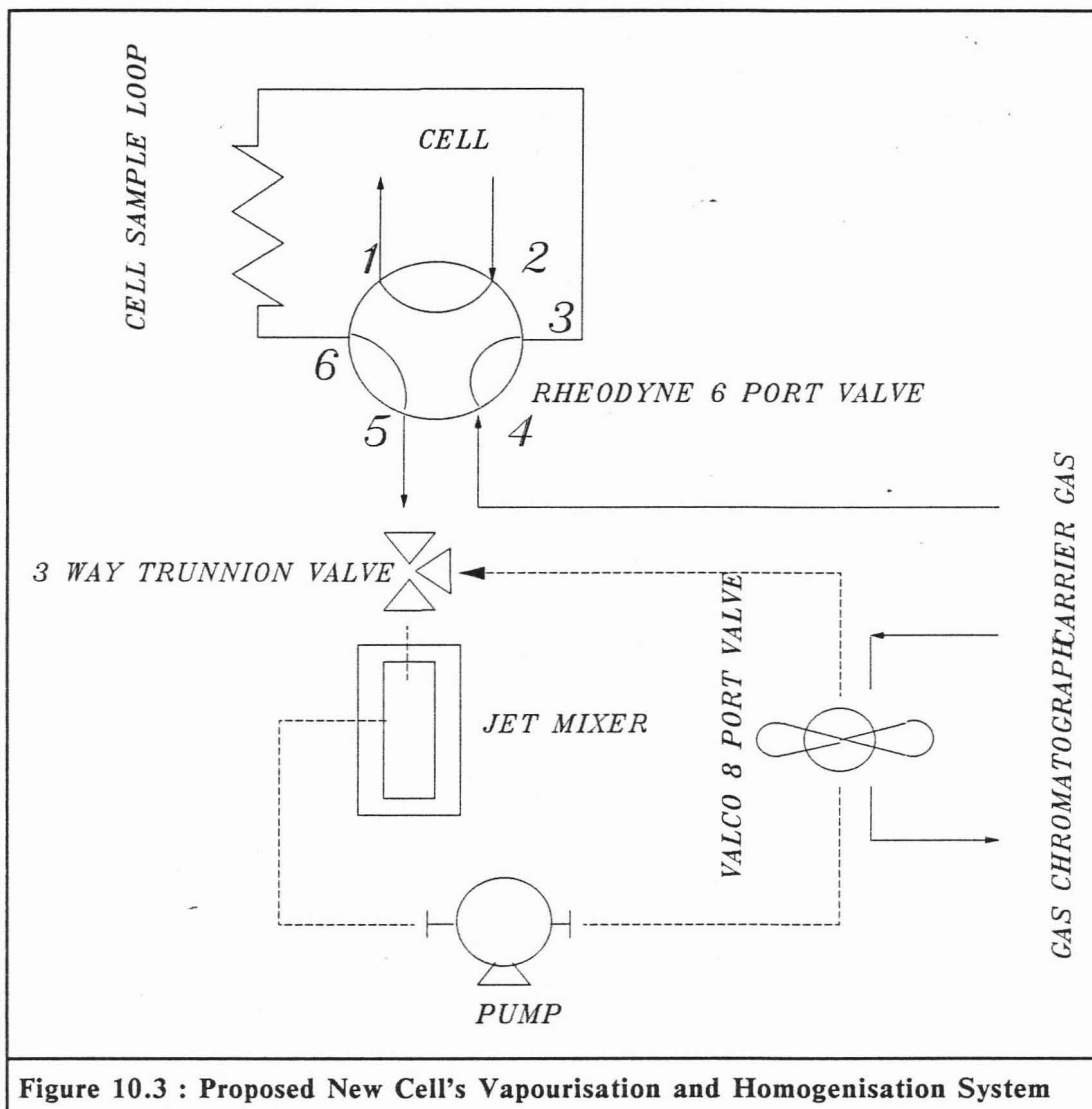 CELL SAMPLE LOOP
CELL
1
2
3
6
5
4
RHEODYNE 6 PORT VALVE
3 WAY TRUNNION VALVE
VALCO 8 PORT VALVE
GAS CHROMATOGRAPH
CARRIER GAS
JET MIXER
PUMP
Figure 10.3 : Proposed New Cell's Vapourisation and Homogenisation System